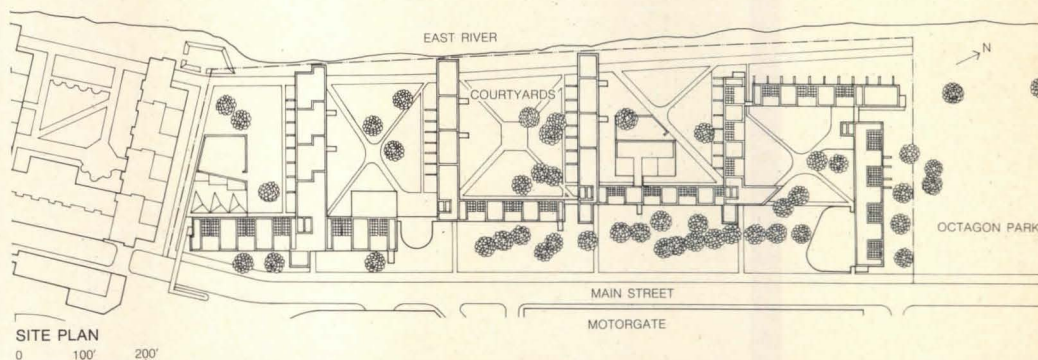 EAST RIVER
N
COURTYARDS
OCTAGON PARK
MAIN STREET
MOTORGATE
SITE PLAN
0 100' 200'